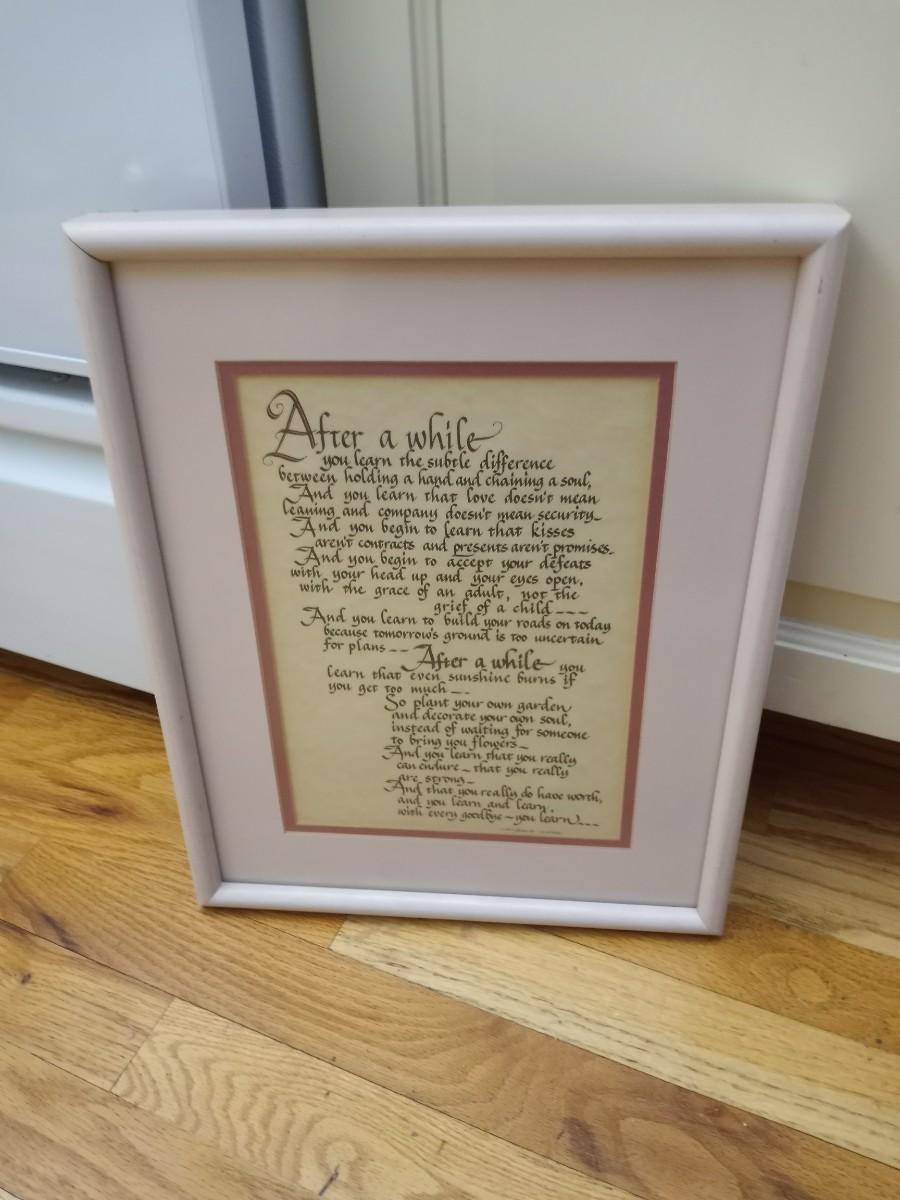 After a while
you learn the subtle difference
between holding a hand and chaining a soul,
And you learn that love doesn't mean
leaning and company doesn't mean security_
And you begin to learn that kisses
aren't contracts and presents aren't promises_
And you begin to accept your defeats
with your head up and your eyes open,
with the grace of an adult, not the
grief of a child _ _ _
And you learn to build your roads on today
because tomorrow's ground is too uncertain
for plans _ _ After a while you
learn that even sunshine burns if
you get too much _ _
So plant your own garden
and decorate your own soul,
instead of waiting for someone
to bring you flowers_
And you learn that you really
can endure_ that you really
are strong_
And that you really do have worth,
and you learn and learn,
with every goodbye ~ you learn _ _ _